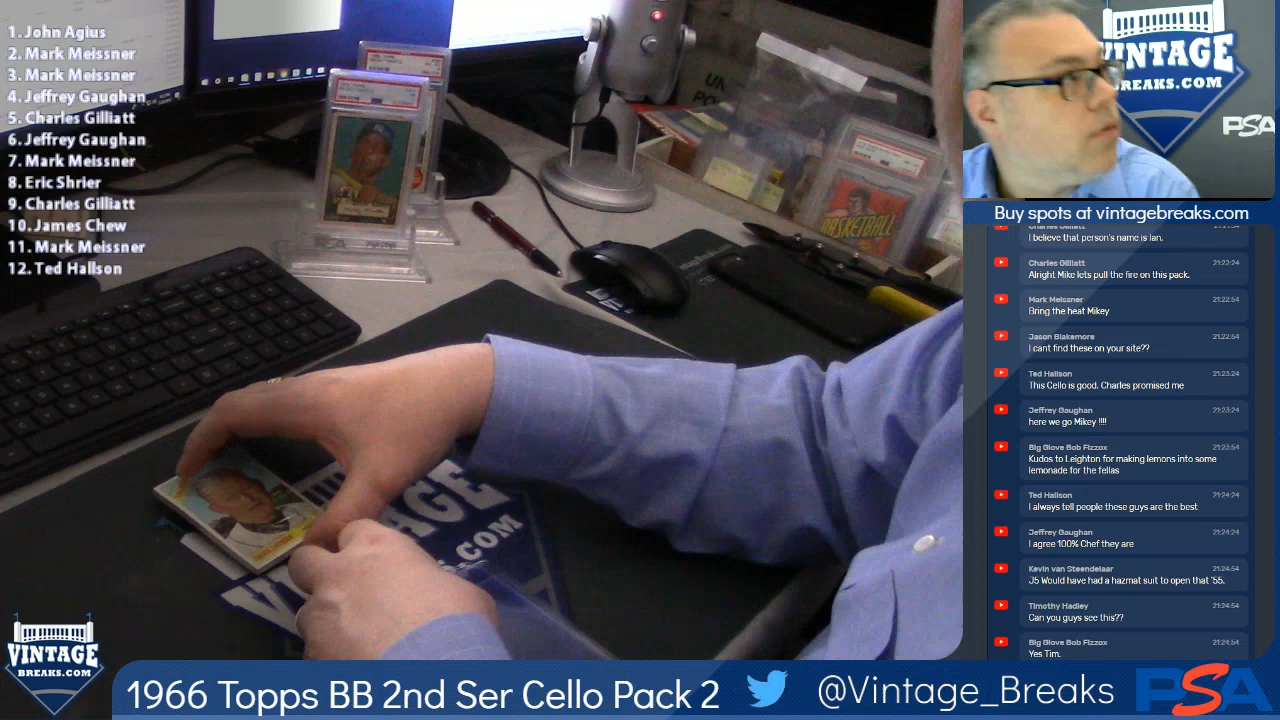 1. John Agius
2. Mark Meissner
3. Mark Meissner
4. Jeffrey Gaughan
5. Charles Gilliatt
6. Jeffrey Gaughan
7. Mark Meissner
8. Eric Shrier
9. Charles Gilliatt
10. James Chew
11. Mark Meissner
12. Ted Hallson
BASKETBALL
VINTAGE
BREAKS.COM
PSA
Buy spots at vintagebreaks.com
Charles Gilliatt
I believe that person's name is Ian.
Charles Gilliatt 21:22:24
Alright Mike lets pull the fire on this pack.
Mark Meissner 21:22:54
Bring the heat Mikey
Jason Blakemore 21:22:54
I cant find these on your site??
Ted Hallson 21:23:24
This Cello is good. Charles promised me
Jeffrey Gaughan 21:23:24
here we go Mikey !!!!
Big Glove Bob Fizzox 21:23:54
Kudos to Leighton for making lemons into some
lemonade for the fellas
Ted Hallson 21:24:24
I always tell people these guys are the best
Jeffrey Gaughan 21:24:24
I agree 100% Chef they are
Kevin van Steendelaar 21:24:54
J5 Would have had a hazmat suit to open that '55.
Timothy Hadley 21:24:54
Can you guys see this??
Big Glove Bob Fizzox 21:24:54
Yes Tim.
VINTAGE
BREAKS.COM
1966 Topps BB 2nd Ser Cello Pack 2
@Vintage_Breaks
PSA